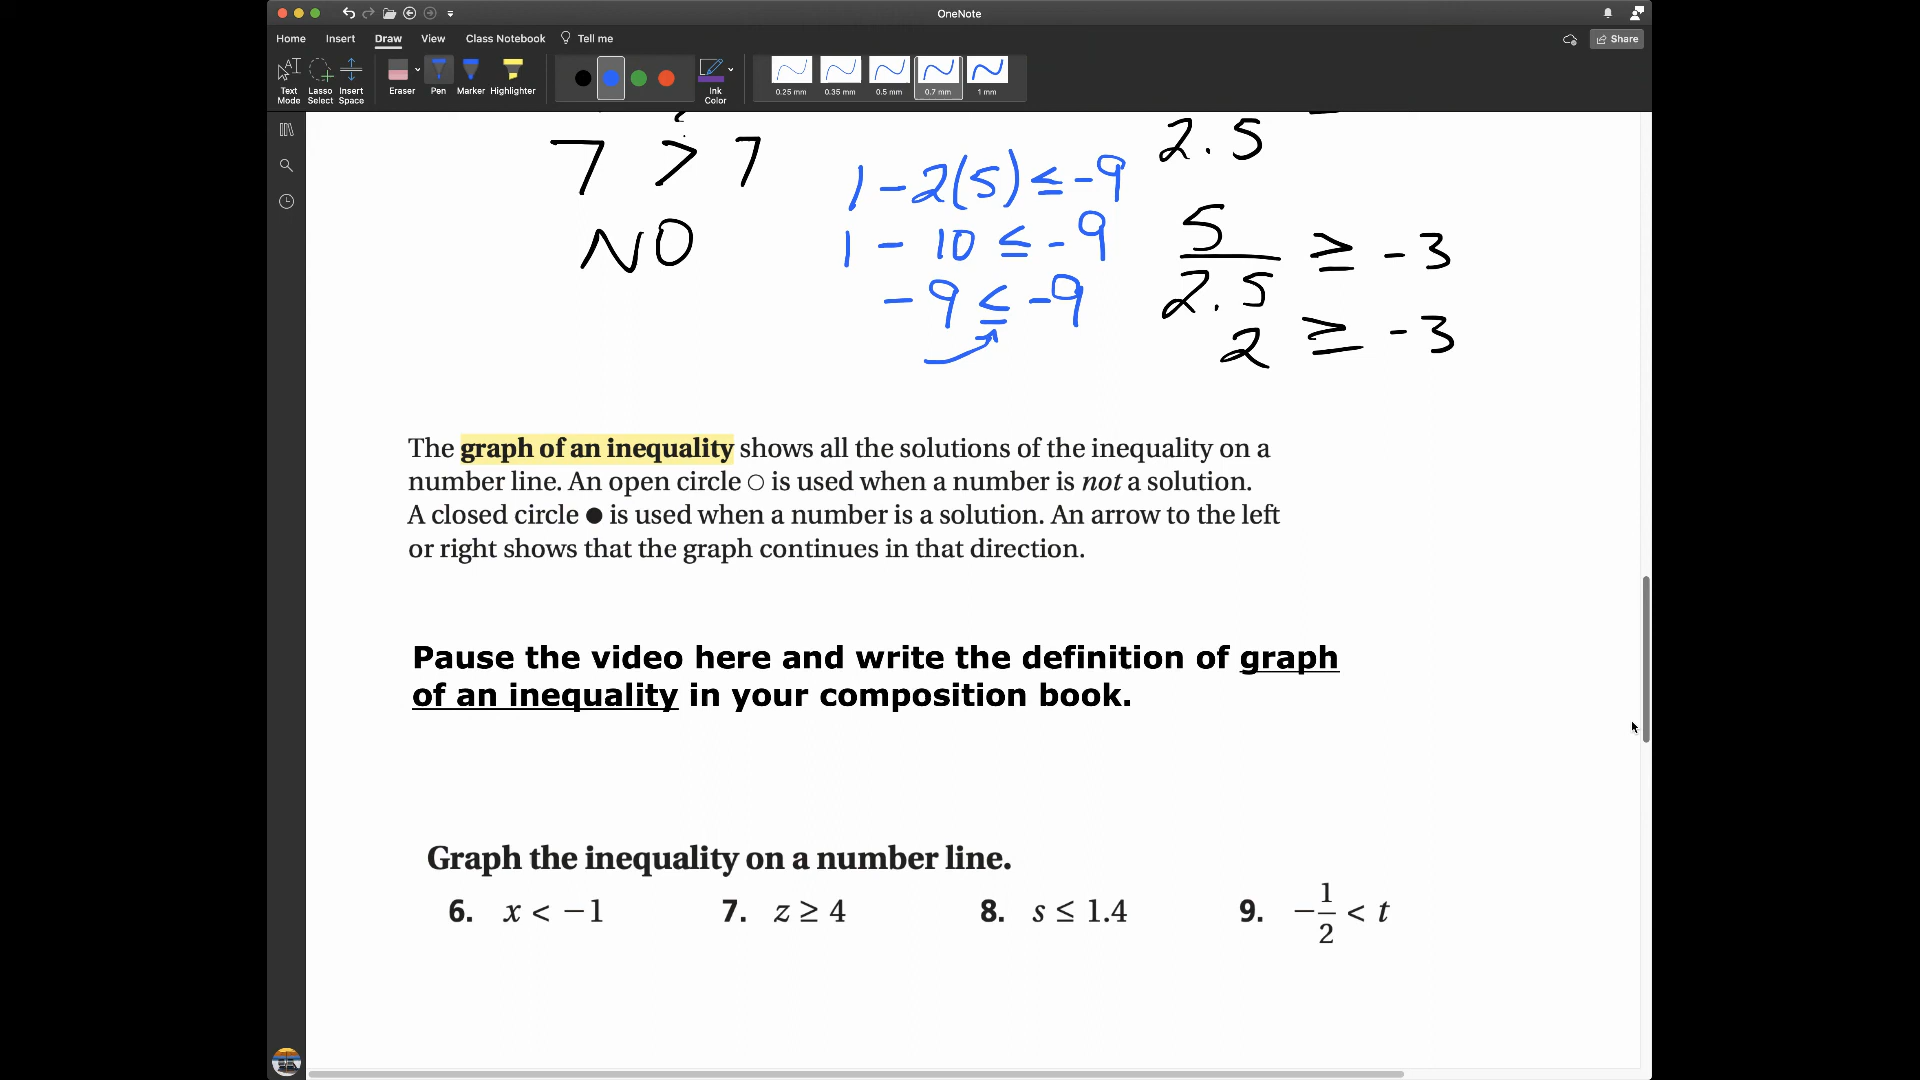 OneNote
Home Insert Draw View Class Notebook Tell me
Share
Text Mode
Lasso Select
Insert Space
Eraser
Pen
Marker
Highlighter
Ink Color
0.25 mm
0.35 mm
0.5 mm
0.7 mm
1 mm
7 > 7
NO
1 - 2(5) ≤ -9
1 - 10 ≤ -9
-9 ≤ -9
2.5
5/2.5 ≥ -3
2 ≥ -3
The graph of an inequality shows all the solutions of the inequality on a
number line. An open circle ○ is used when a number is not a solution.
A closed circle ● is used when a number is a solution. An arrow to the left
or right shows that the graph continues in that direction.
Pause the video here and write the definition of graph
of an inequality in your composition book.
Graph the inequality on a number line.
6. x < −1 7. z ≥ 4 8. s ≤ 1.4 9. −1/2 < t